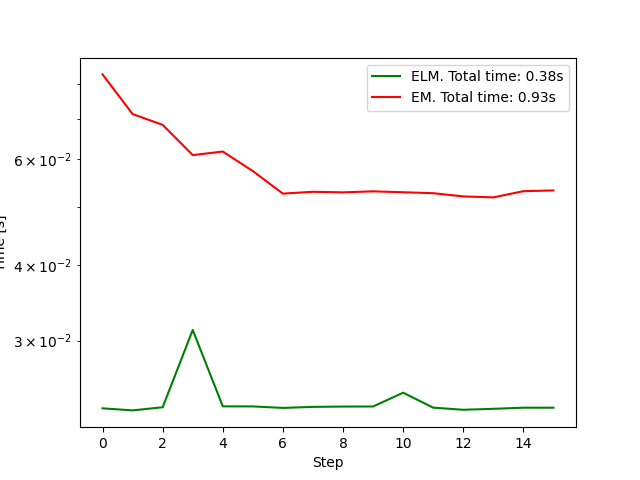 ELM. Total time: 0.38s
EM. Total time: 0.93s
6 × 10⁻²
4 × 10⁻²
3 × 10⁻²
0 2 4 6 8 10 12 14
Step